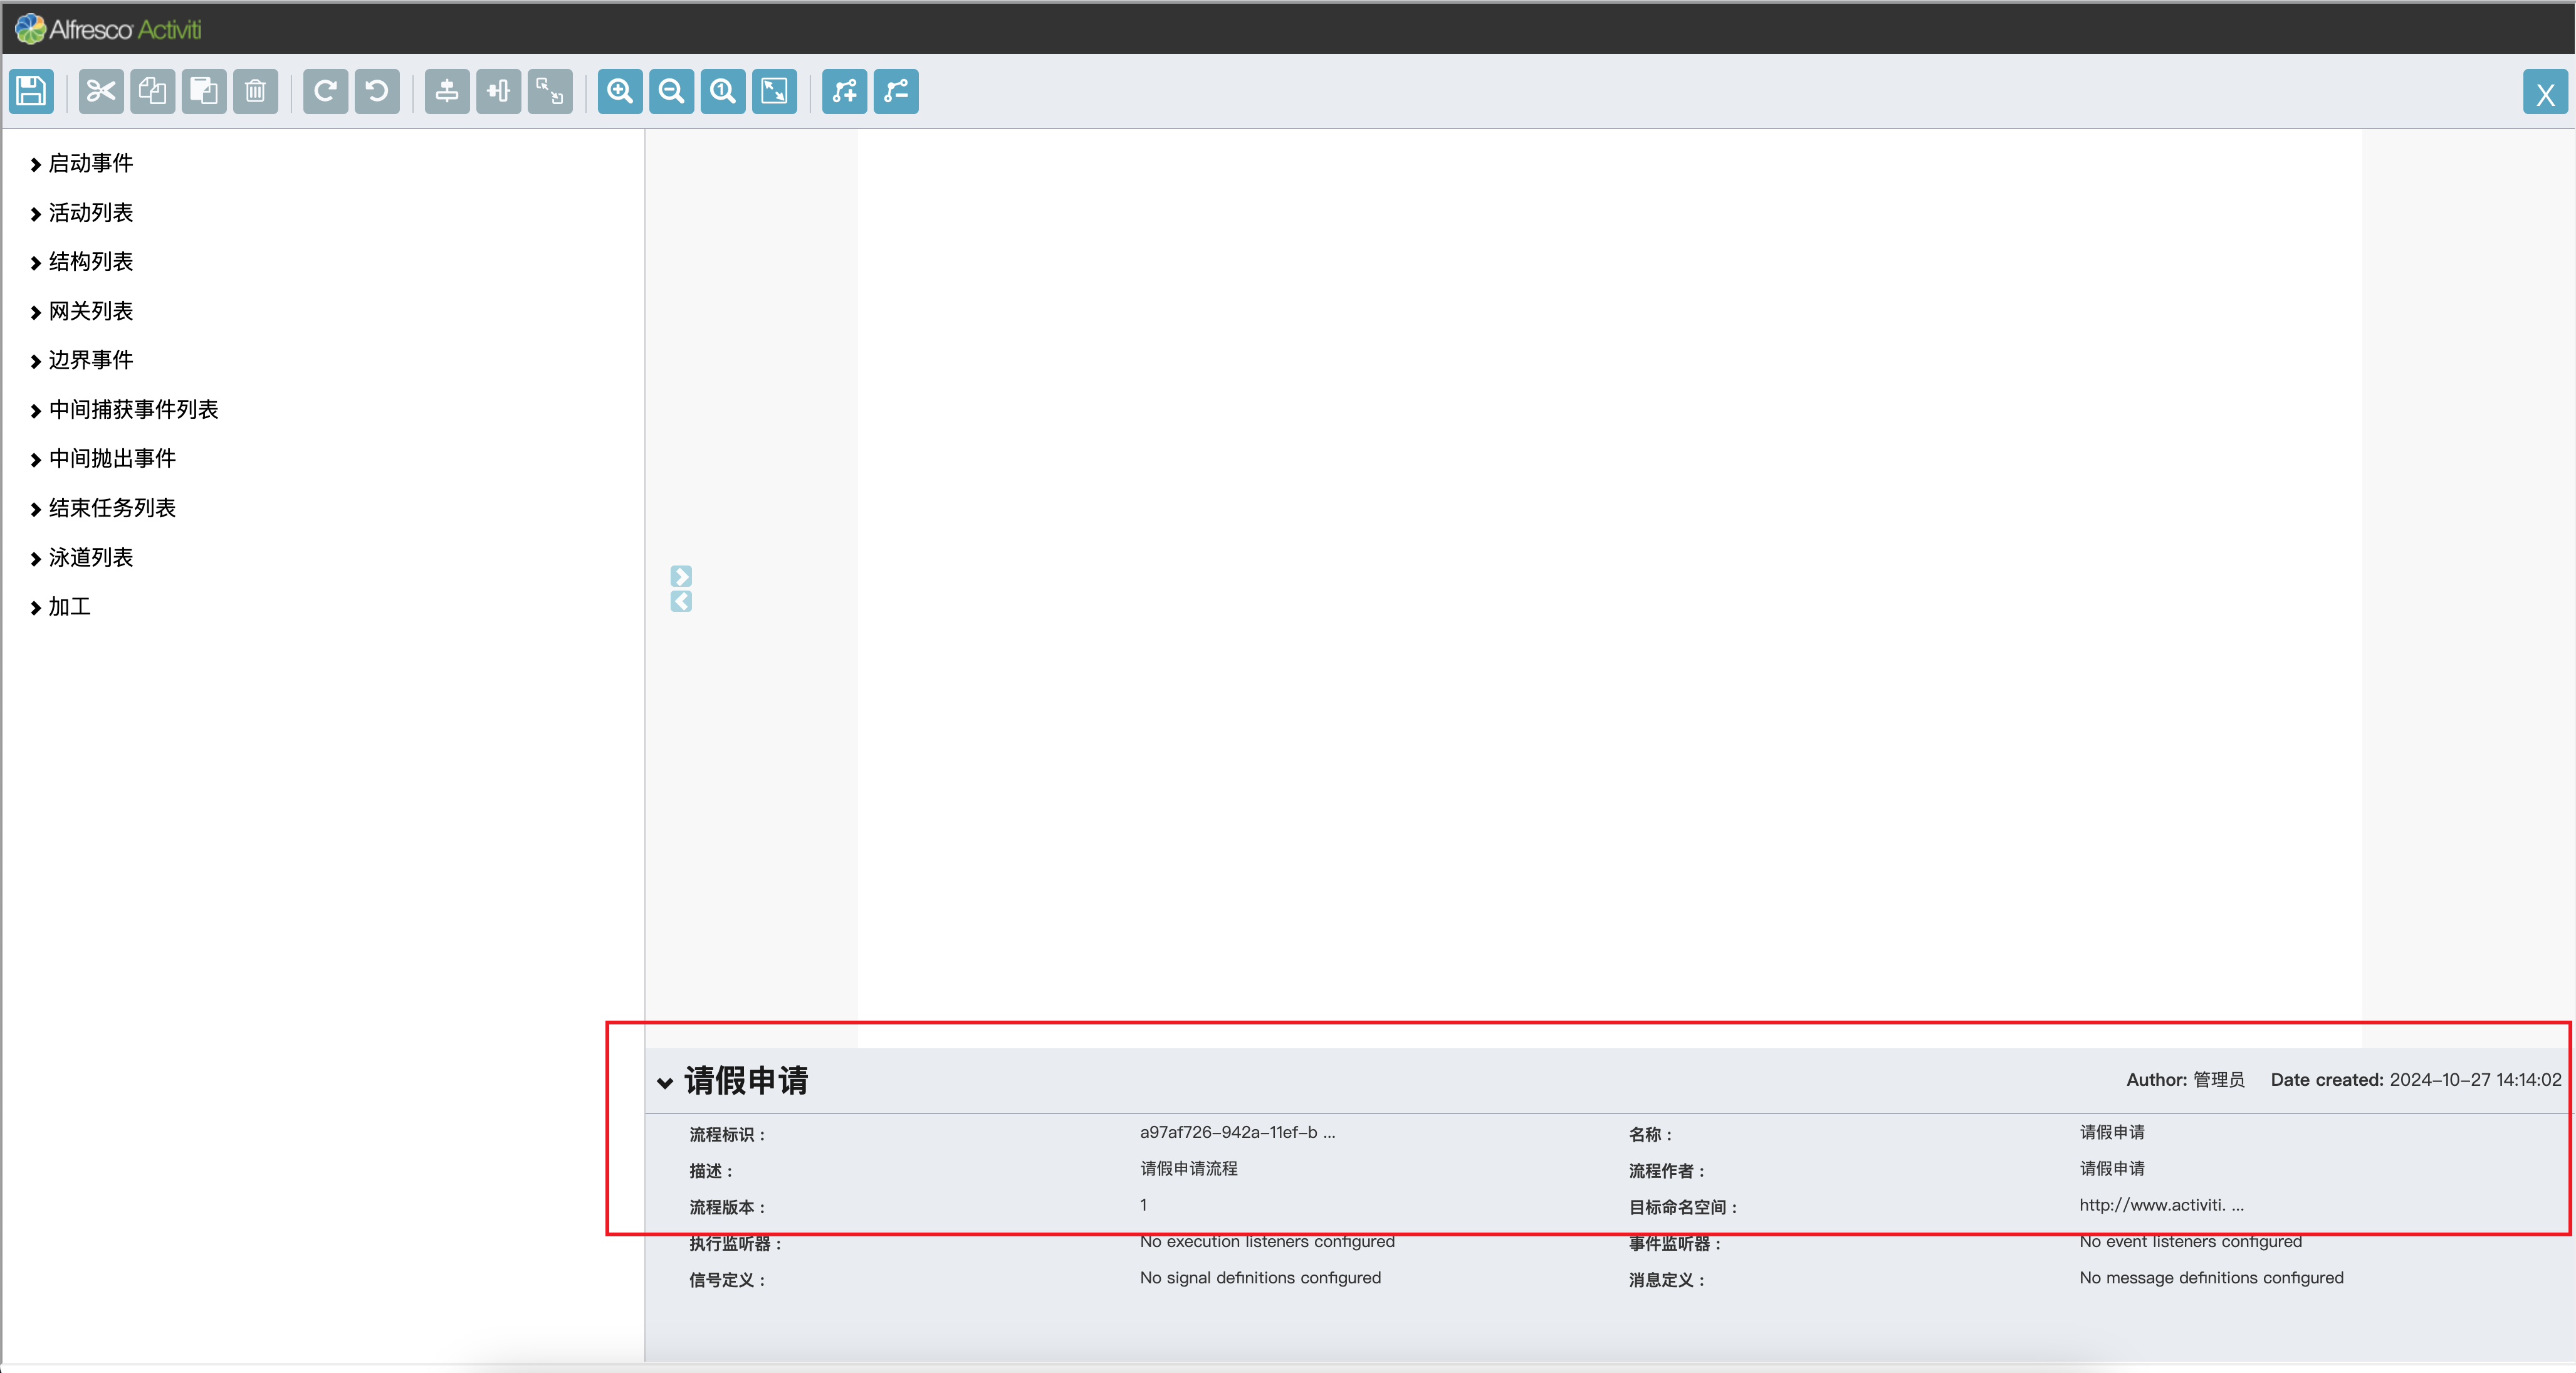 Alfresco Activiti
X
启动事件
活动列表
结构列表
网关列表
边界事件
中间捕获事件列表
中间抛出事件
结束任务列表
泳道列表
加工
请假申请 Author: 管理员 Date created: 2024-10-27 14:14:02
流程标识： a97af726-942a-11ef-b ... 名称： 请假申请
描述： 请假申请流程 流程作者： 请假申请
流程版本： 1 目标命名空间： http://www.activiti. ...
执行监听器： No execution listeners configured 事件监听器： No event listeners configured
信号定义： No signal definitions configured 消息定义： No message definitions configured